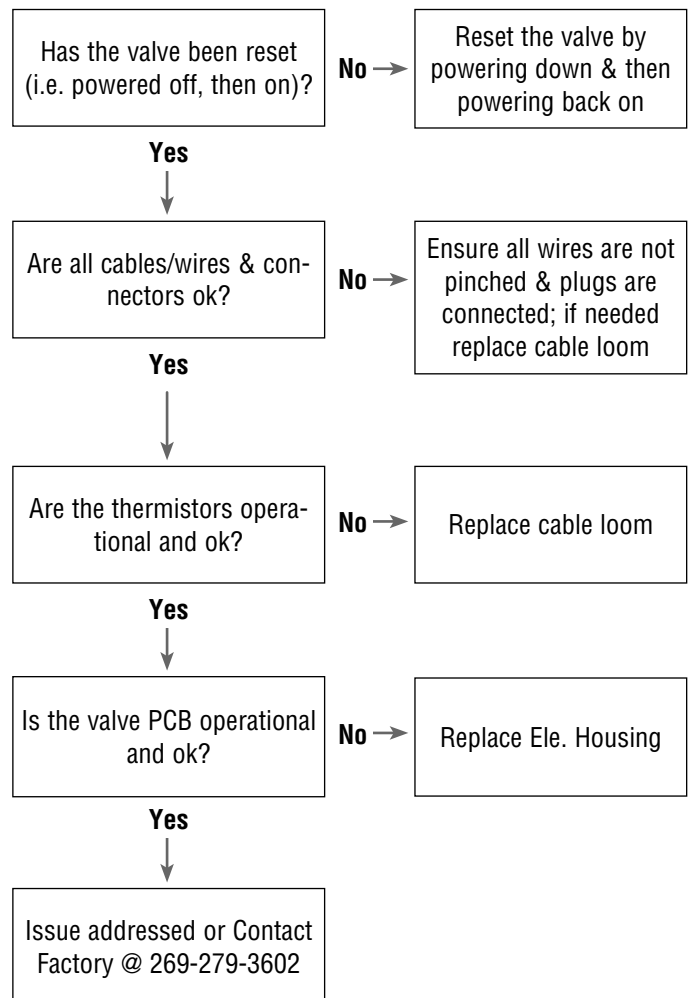 Has the valve been reset
(i.e. powered off, then on)?
No
Reset the valve by
powering down & then
powering back on
Yes
Are all cables/wires & con-
nectors ok?
No
Ensure all wires are not
pinched & plugs are
connected; if needed
replace cable loom
Yes
Are the thermistors opera-
tional and ok?
No
Replace cable loom
Yes
Is the valve PCB operational
and ok?
No
Replace Ele. Housing
Yes
Issue addressed or Contact
Factory @ 269-279-3602